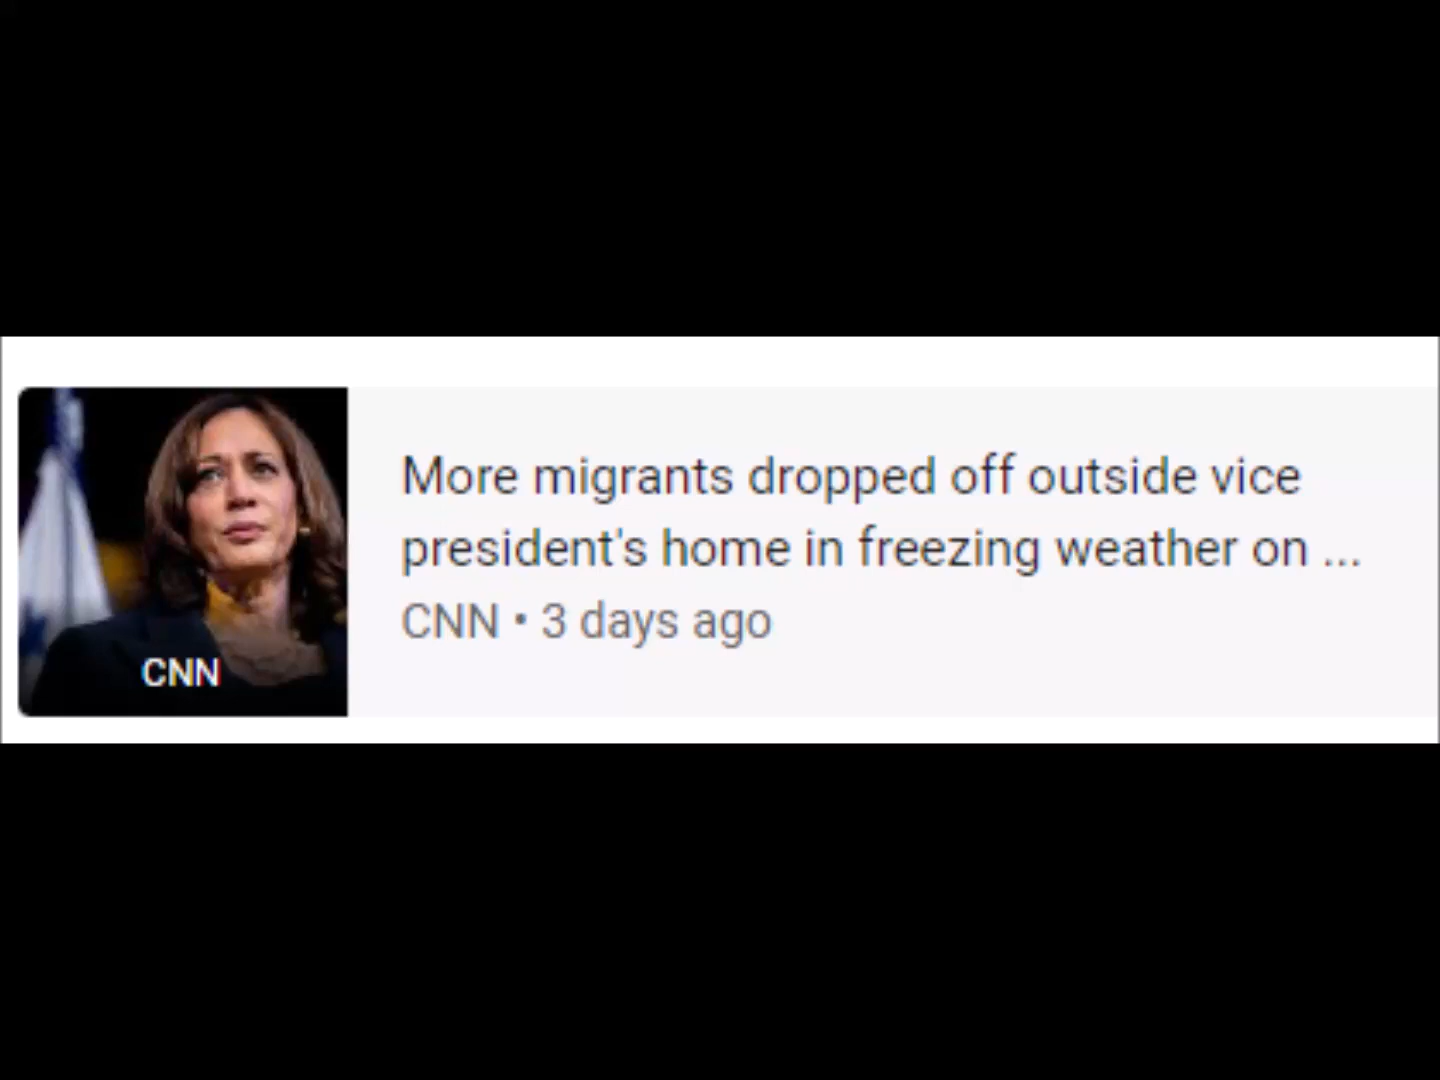 CNN
More migrants dropped off outside vice
president's home in freezing weather on ...
CNN • 3 days ago